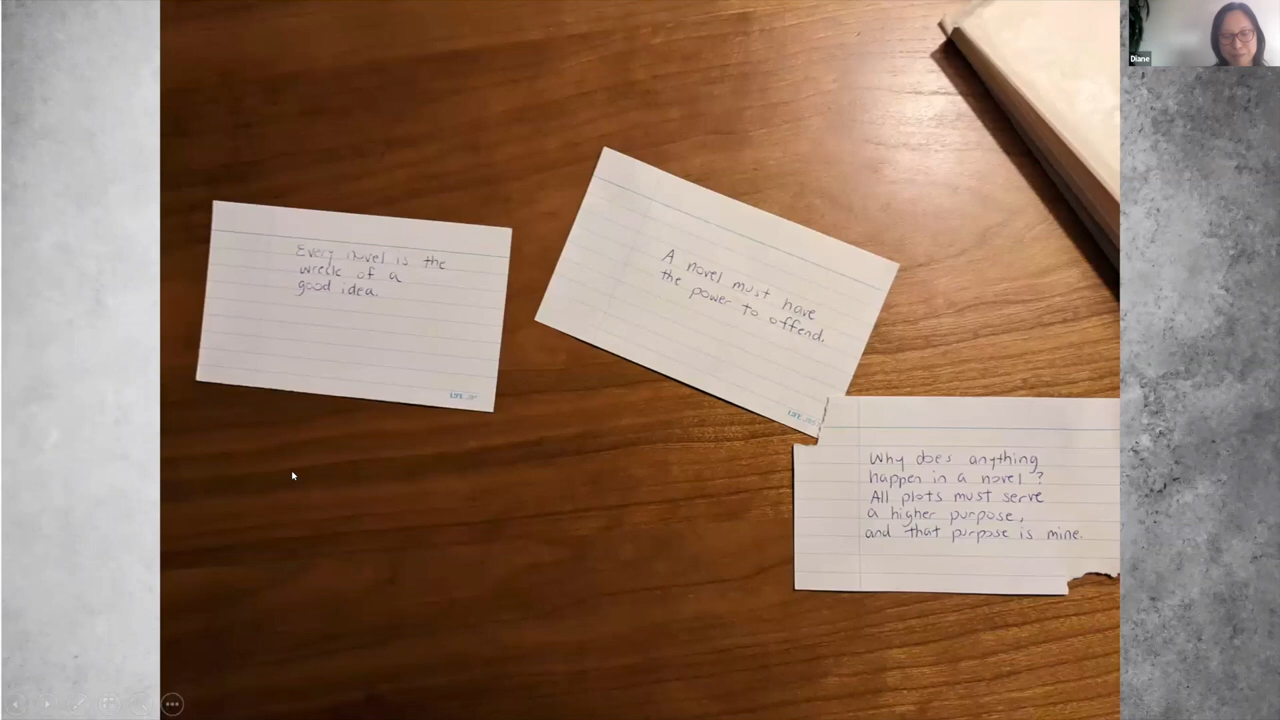 Every novel is the
wreck of a
good idea.
A novel must have
the power to offend.
Why does anything
happen in a novel?
All plots must serve
a higher purpose,
and that purpose is mine.
Diane